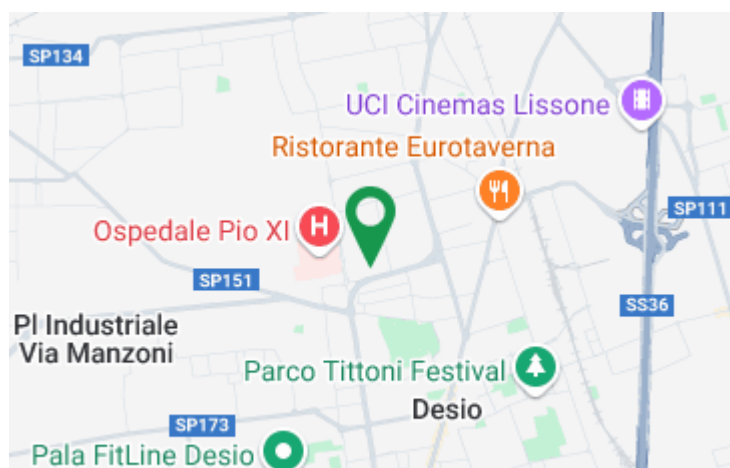 SP134
UCI Cinemas Lissone
Ristorante Eurotaverna
SP111
Ospedale Pio XI
H
SP151
SS36
Pl Industriale
Via Manzoni
Parco Tittoni Festival
Desio
SP173
Pala FitLine Desio